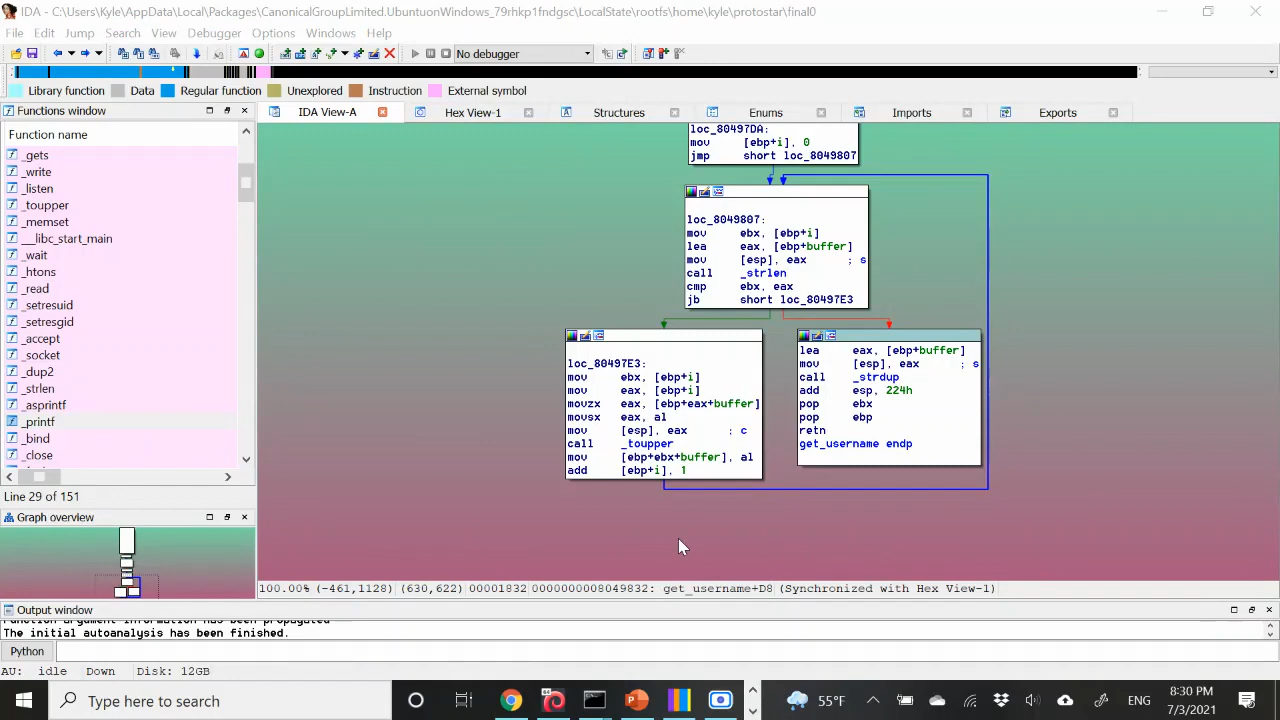 IDA - C:\Users\Kyle\AppData\Local\Packages\CanonicalGroupLimited.UbuntuonWindows_79rhkp1fndgsc\LocalState\rootfs\home\kyle\protostar\final0
File Edit Jump Search View Debugger Options Windows Help
No debugger
Library function Data Regular function Unexplored Instruction External symbol
Functions window
IDA View-A Hex View-1 Structures Enums Imports Exports
Function name
_gets
_write
_listen
_toupper
_memset
__libc_start_main
_wait
_htons
_read
_setresuid
_setresgid
_accept
_socket
_dup2
_strlen
_asprintf
_printf
_bind
_close
Line 29 of 151
Graph overview
loc_80497DA:
mov [ebp+i], 0
jmp short loc_8049807
loc_8049807:
mov ebx, [ebp+i]
lea eax, [ebp+buffer]
mov [esp], eax ; s
call _strlen
cmp ebx, eax
jb short loc_80497E3
loc_80497E3:
mov ebx, [ebp+i]
mov eax, [ebp+i]
movzx eax, [ebp+eax+buffer]
movsx eax, al
mov [esp], eax ; c
call _toupper
mov [ebp+ebx+buffer], al
add [ebp+i], 1
lea eax, [ebp+buffer]
mov [esp], eax ; s
call _strdup
add esp, 224h
pop ebx
pop ebp
retn
get_username endp
100.00% (-461,1128) (630,622) 00001832 0000000008049832: get_username+D8 (Synchronized with Hex View-1)
Output window
Function argument information has been propagated
The initial autoanalysis has been finished.
Python
AU: idle Down Disk: 12GB
Type here to search
55°F
ENG
8:30 PM
7/3/2021